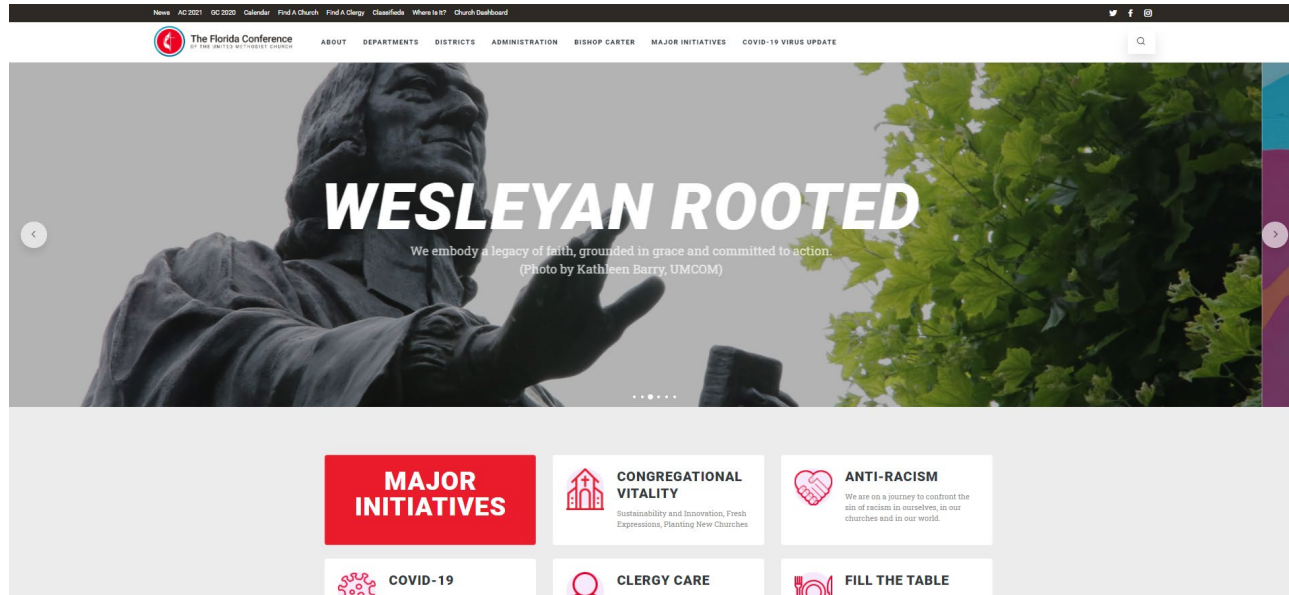 News AC 2021 GC 2020 Calendar Find A Church Find A Clergy Classifieds Where Is It? Church Dashboard
The Florida Conference
OF THE UNITED METHODIST CHURCH
ABOUT DEPARTMENTS DISTRICTS ADMINISTRATION BISHOP CARTER MAJOR INITIATIVES COVID-19 VIRUS UPDATE
WESLEYAN ROOTED
We embody a legacy of faith, grounded in grace and committed to action.
(Photo by Kathleen Barry, UMCOM)
MAJOR
INITIATIVES
CONGREGATIONAL
VITALITY
Sustainability and Innovation, Fresh
Expressions, Planting New Churches
ANTI-RACISM
We are on a journey to confront the
sin of racism in ourselves, in our
churches and in our world.
COVID-19
CLERGY CARE
FILL THE TABLE